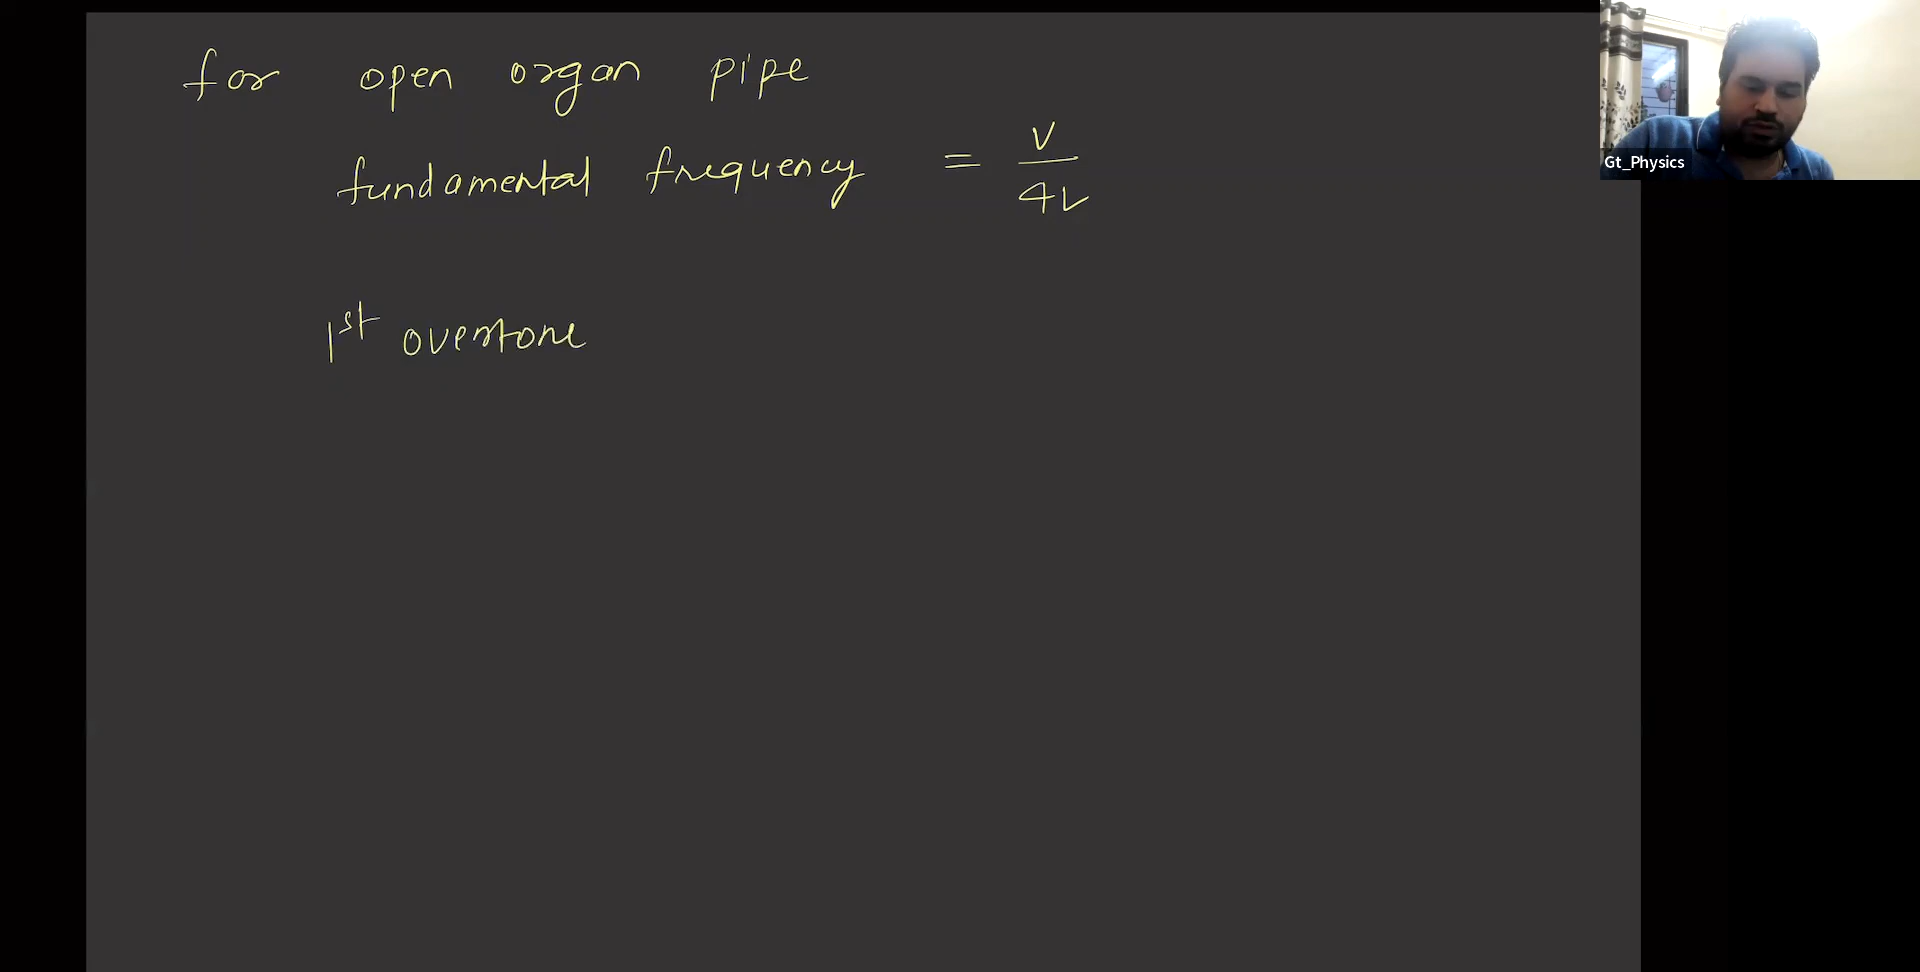 for open organ pipe
fundamental frequency = V/4L
1st overtone
Gt_Physics